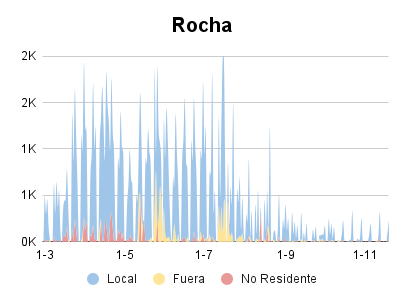 Rocha
2K
2K
1K
1K
0K
1-3 1-5 1-7 1-9 1-11
Local Fuera No Residente